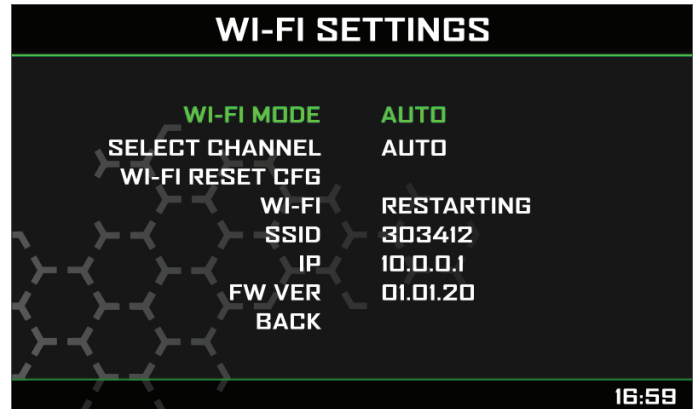 WI-FI SETTINGS
WI-FI MODE AUTO
SELECT CHANNEL AUTO
WI-FI RESET CFG
WI-FI RESTARTING
SSID 303412
IP 10.0.0.1
FW VER 01.01.20
BACK
16:59